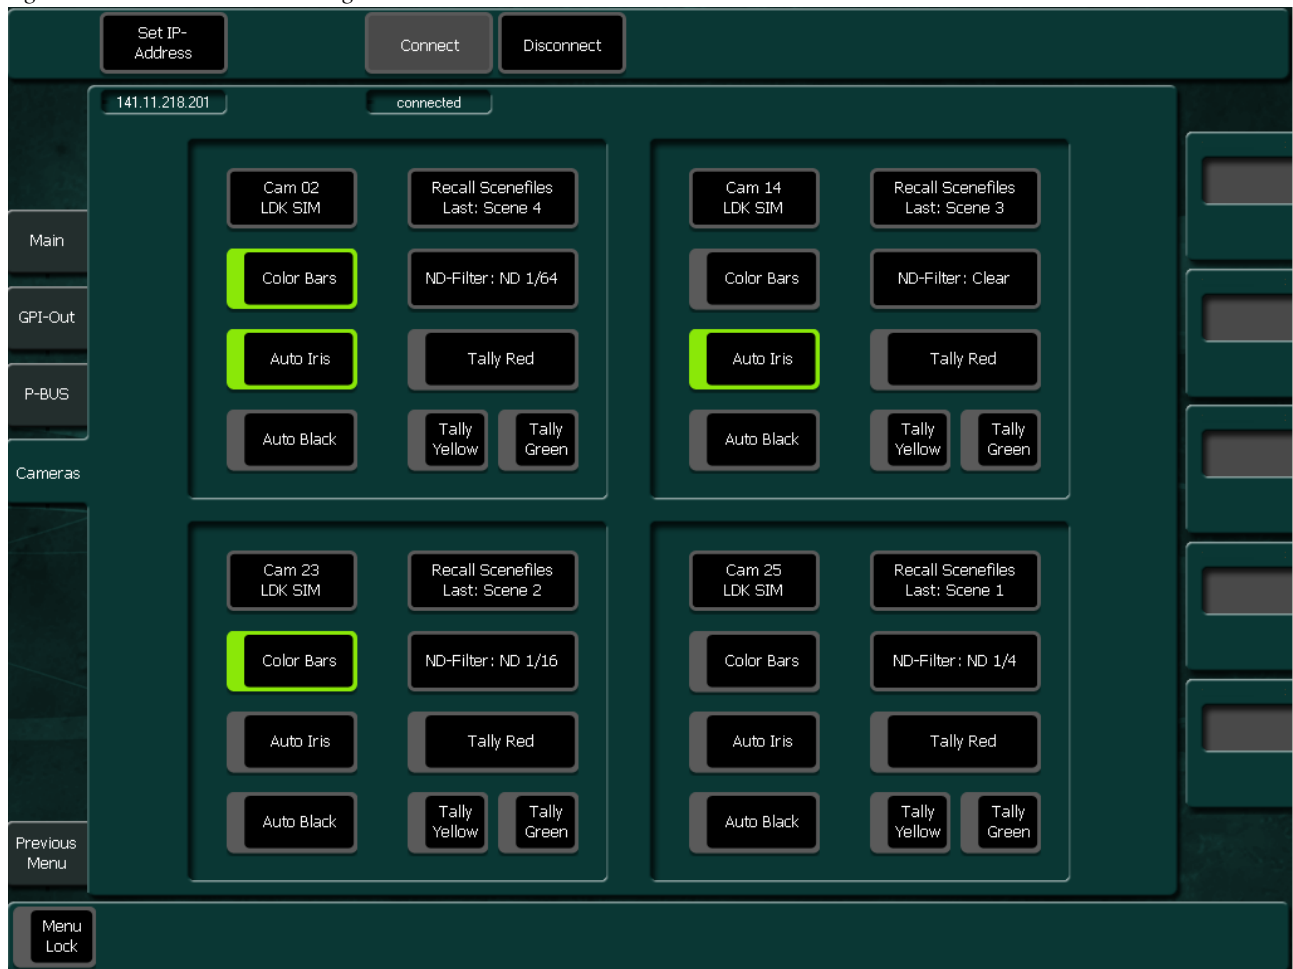 Set IP-
Address
Connect
Disconnect
141.11.218.201
connected
Cam 02
LDK SIM
Recall Scenefiles
Last: Scene 4
Color Bars
ND-Filter: ND 1/64
Auto Iris
Tally Red
Auto Black
Tally
Yellow
Tally
Green
Cam 14
LDK SIM
Recall Scenefiles
Last: Scene 3
Color Bars
ND-Filter: Clear
Auto Iris
Tally Red
Auto Black
Tally
Yellow
Tally
Green
Main
GPI-Out
P-BUS
Cameras
Cam 23
LDK SIM
Recall Scenefiles
Last: Scene 2
Color Bars
ND-Filter: ND 1/16
Auto Iris
Tally Red
Auto Black
Tally
Yellow
Tally
Green
Cam 25
LDK SIM
Recall Scenefiles
Last: Scene 1
Color Bars
ND-Filter: ND 1/4
Auto Iris
Tally Red
Auto Black
Tally
Yellow
Tally
Green
Previous
Menu
Menu
Lock